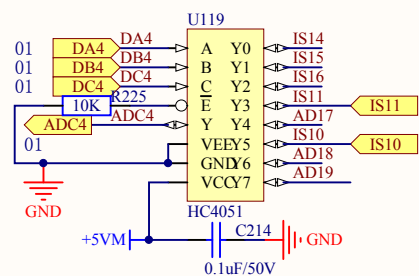 U119
01 DA4 DA4 A Y0 IS14
01 DB4 DB4 B Y1 IS15
01 DC4 DC4 C Y2 IS16
10K R225 E Y3 IS11 IS11
ADC4 ADC4 Y Y4 AD17
01 VEE Y5 IS10 IS10
GND Y6 AD18
VCC Y7 AD19
GND
HC4051
+5VM C214 GND
0.1uF/50V